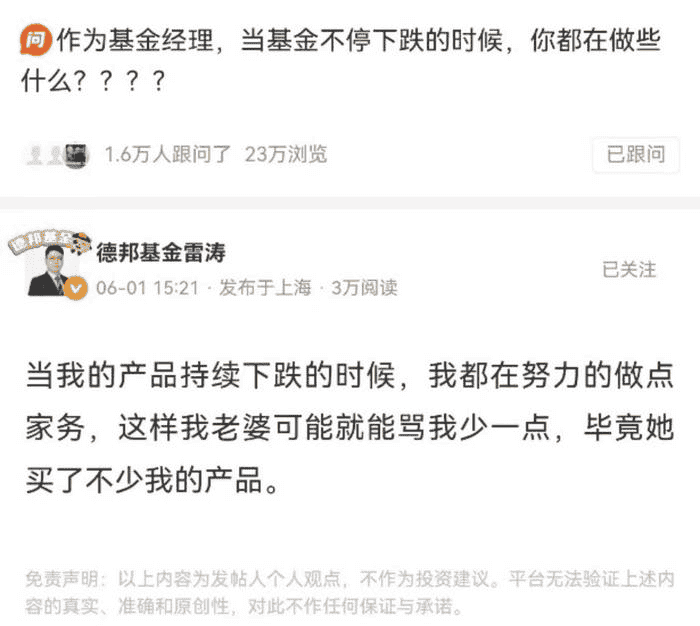 问 作为基金经理，当基金不停下跌的时候，你都在做些
什么？？？？
1.6万人跟问了 23万浏览
已跟问
德邦基金
德邦基金雷涛
已关注
06-01 15:21 · 发布于上海 · 3万阅读
当我的产品持续下跌的时候，我都在努力的做点
家务，这样我老婆可能就能骂我少一点，毕竟她
买了不少我的产品。
免责声明：以上内容为发帖人个人观点，不作为投资建议。平台无法验证上述内
容的真实、准确和原创性，对此不作任何保证与承诺。